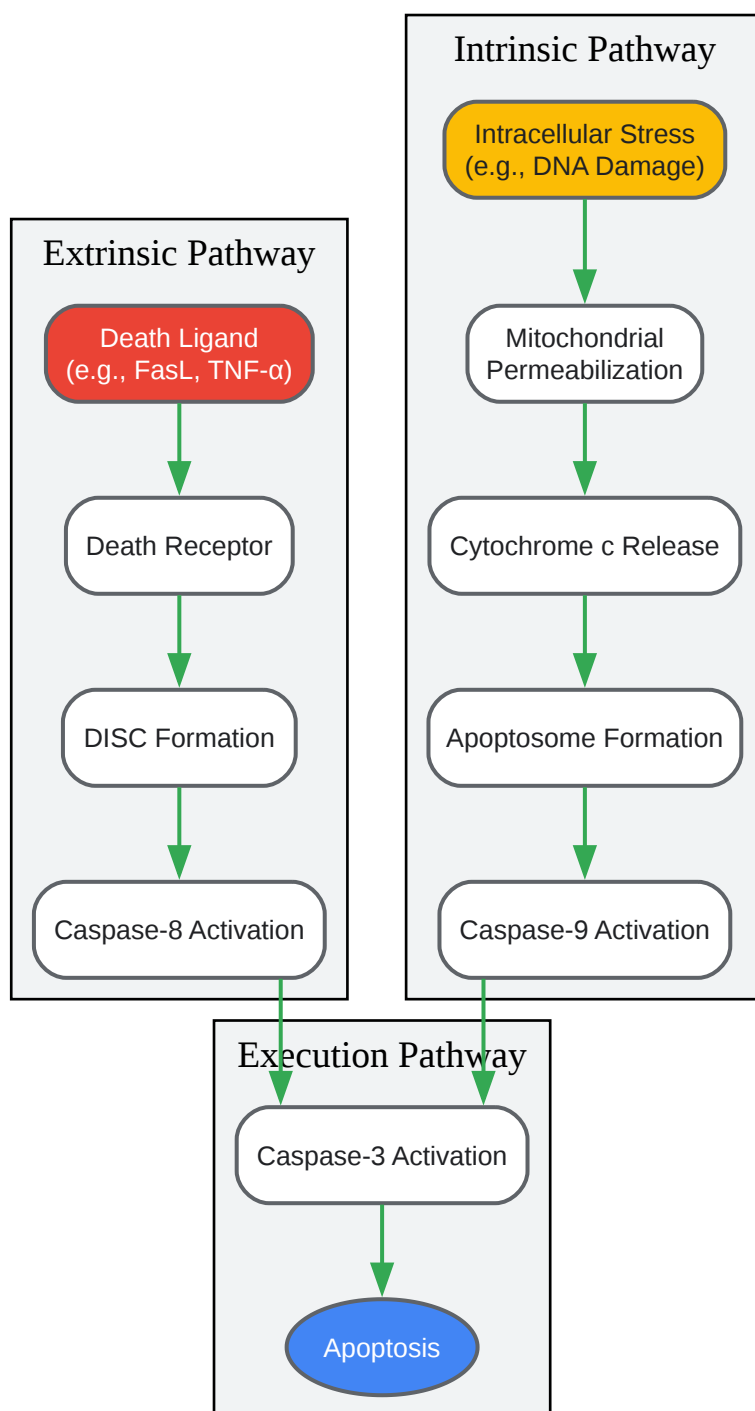 Extrinsic Pathway
Death Ligand
(e.g., FasL, TNF-α)
Death Receptor
DISC Formation
Caspase-8 Activation
Intrinsic Pathway
Intracellular Stress
(e.g., DNA Damage)
Mitochondrial
Permeabilization
Cytochrome c Release
Apoptosome Formation
Caspase-9 Activation
Execution Pathway
Caspase-3 Activation
Apoptosis